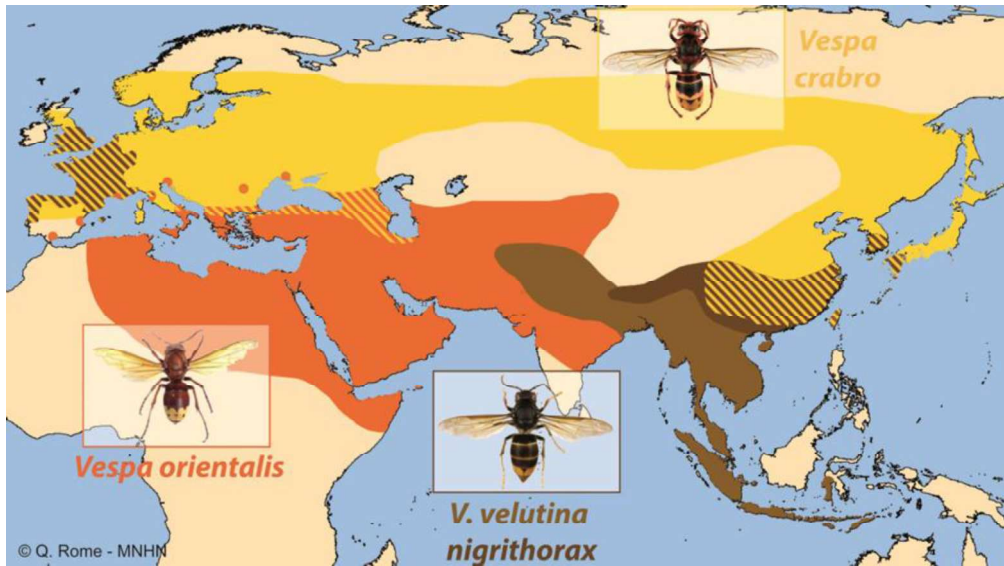 Vespa
crabro
Vespa orientalis
V. velutina
nigrithorax
© Q. Rome - MNHN